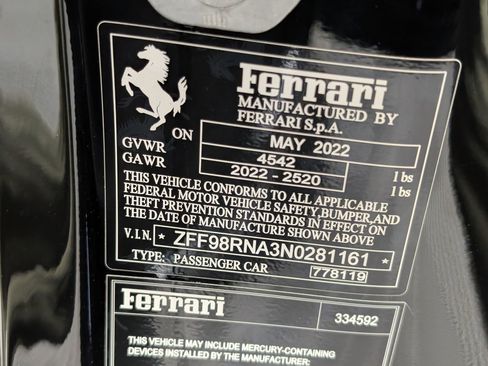 Ferrari
MANUFACTURED BY
FERRARI S.p.A.
ON MAY 2022
GVWR 4542 lbs
GAWR 2022 - 2520 lbs
THIS VEHICLE CONFORMS TO ALL APPLICABLE
FEDERAL MOTOR VEHICLE SAFETY,BUMPER,AND
THEFT PREVENTION STANDARDS IN EFFECT ON
THE DATE OF MANUFACTURE SHOWN ABOVE
V.I.N. * ZFF98RNA3N0281161 *
TYPE: PASSENGER CAR 778119
Ferrari 334592
THIS VEHICLE MAY INCLUDE MERCURY-CONTAINING
DEVICES INSTALLED BY THE MANUFACTURER: